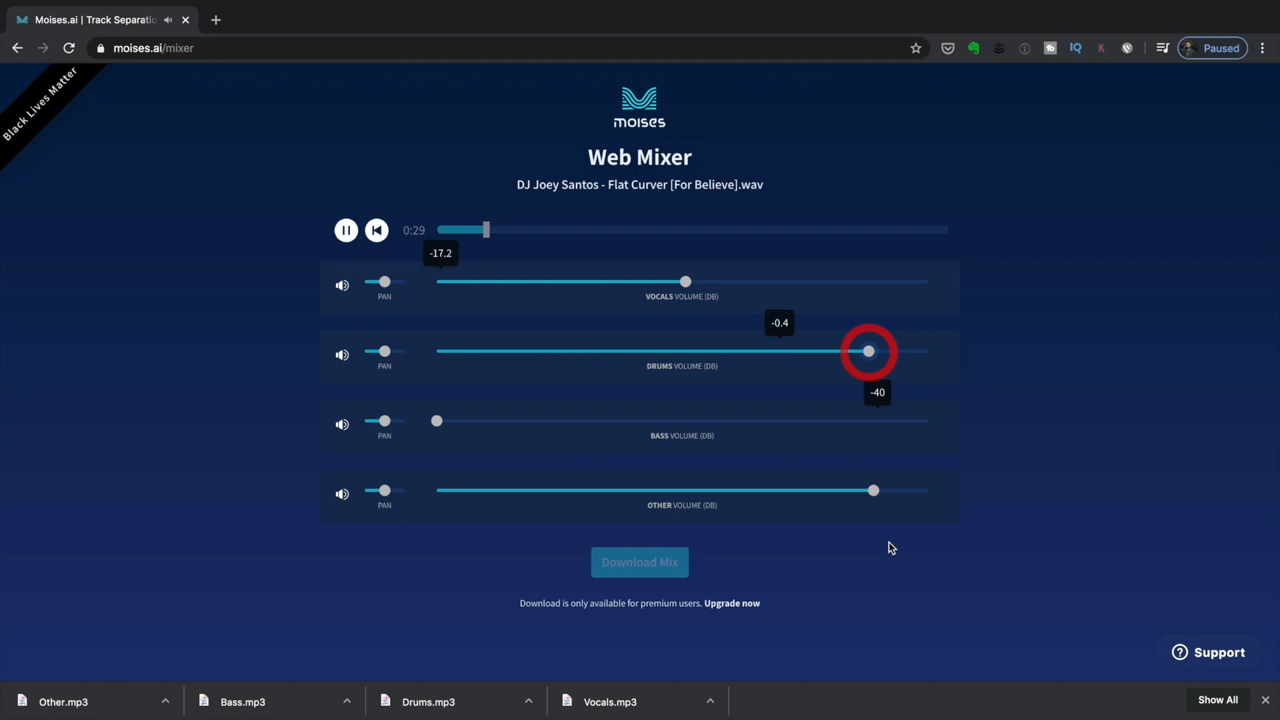 Moises.ai | Track Separatio
moises.ai/mixer
Paused
Black Lives Matter
moises
Web Mixer
DJ Joey Santos - Flat Curver [For Believe].wav
0:29
-17.2
PAN
VOCALS VOLUME (DB)
-0.4
PAN
DRUMS VOLUME (DB)
-40
PAN
BASS VOLUME (DB)
PAN
OTHER VOLUME (DB)
Download Mix
Download is only available for premium users. Upgrade now
Support
Other.mp3
Bass.mp3
Drums.mp3
Vocals.mp3
Show All